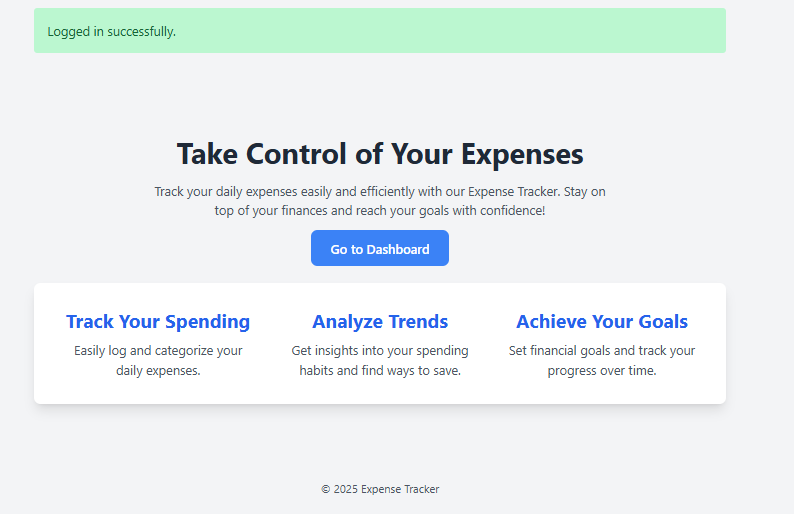 Logged in successfully.
Take Control of Your Expenses
Track your daily expenses easily and efficiently with our Expense Tracker. Stay on
top of your finances and reach your goals with confidence!
Go to Dashboard
Track Your Spending
Easily log and categorize your
daily expenses.
Analyze Trends
Get insights into your spending
habits and find ways to save.
Achieve Your Goals
Set financial goals and track your
progress over time.
© 2025 Expense Tracker